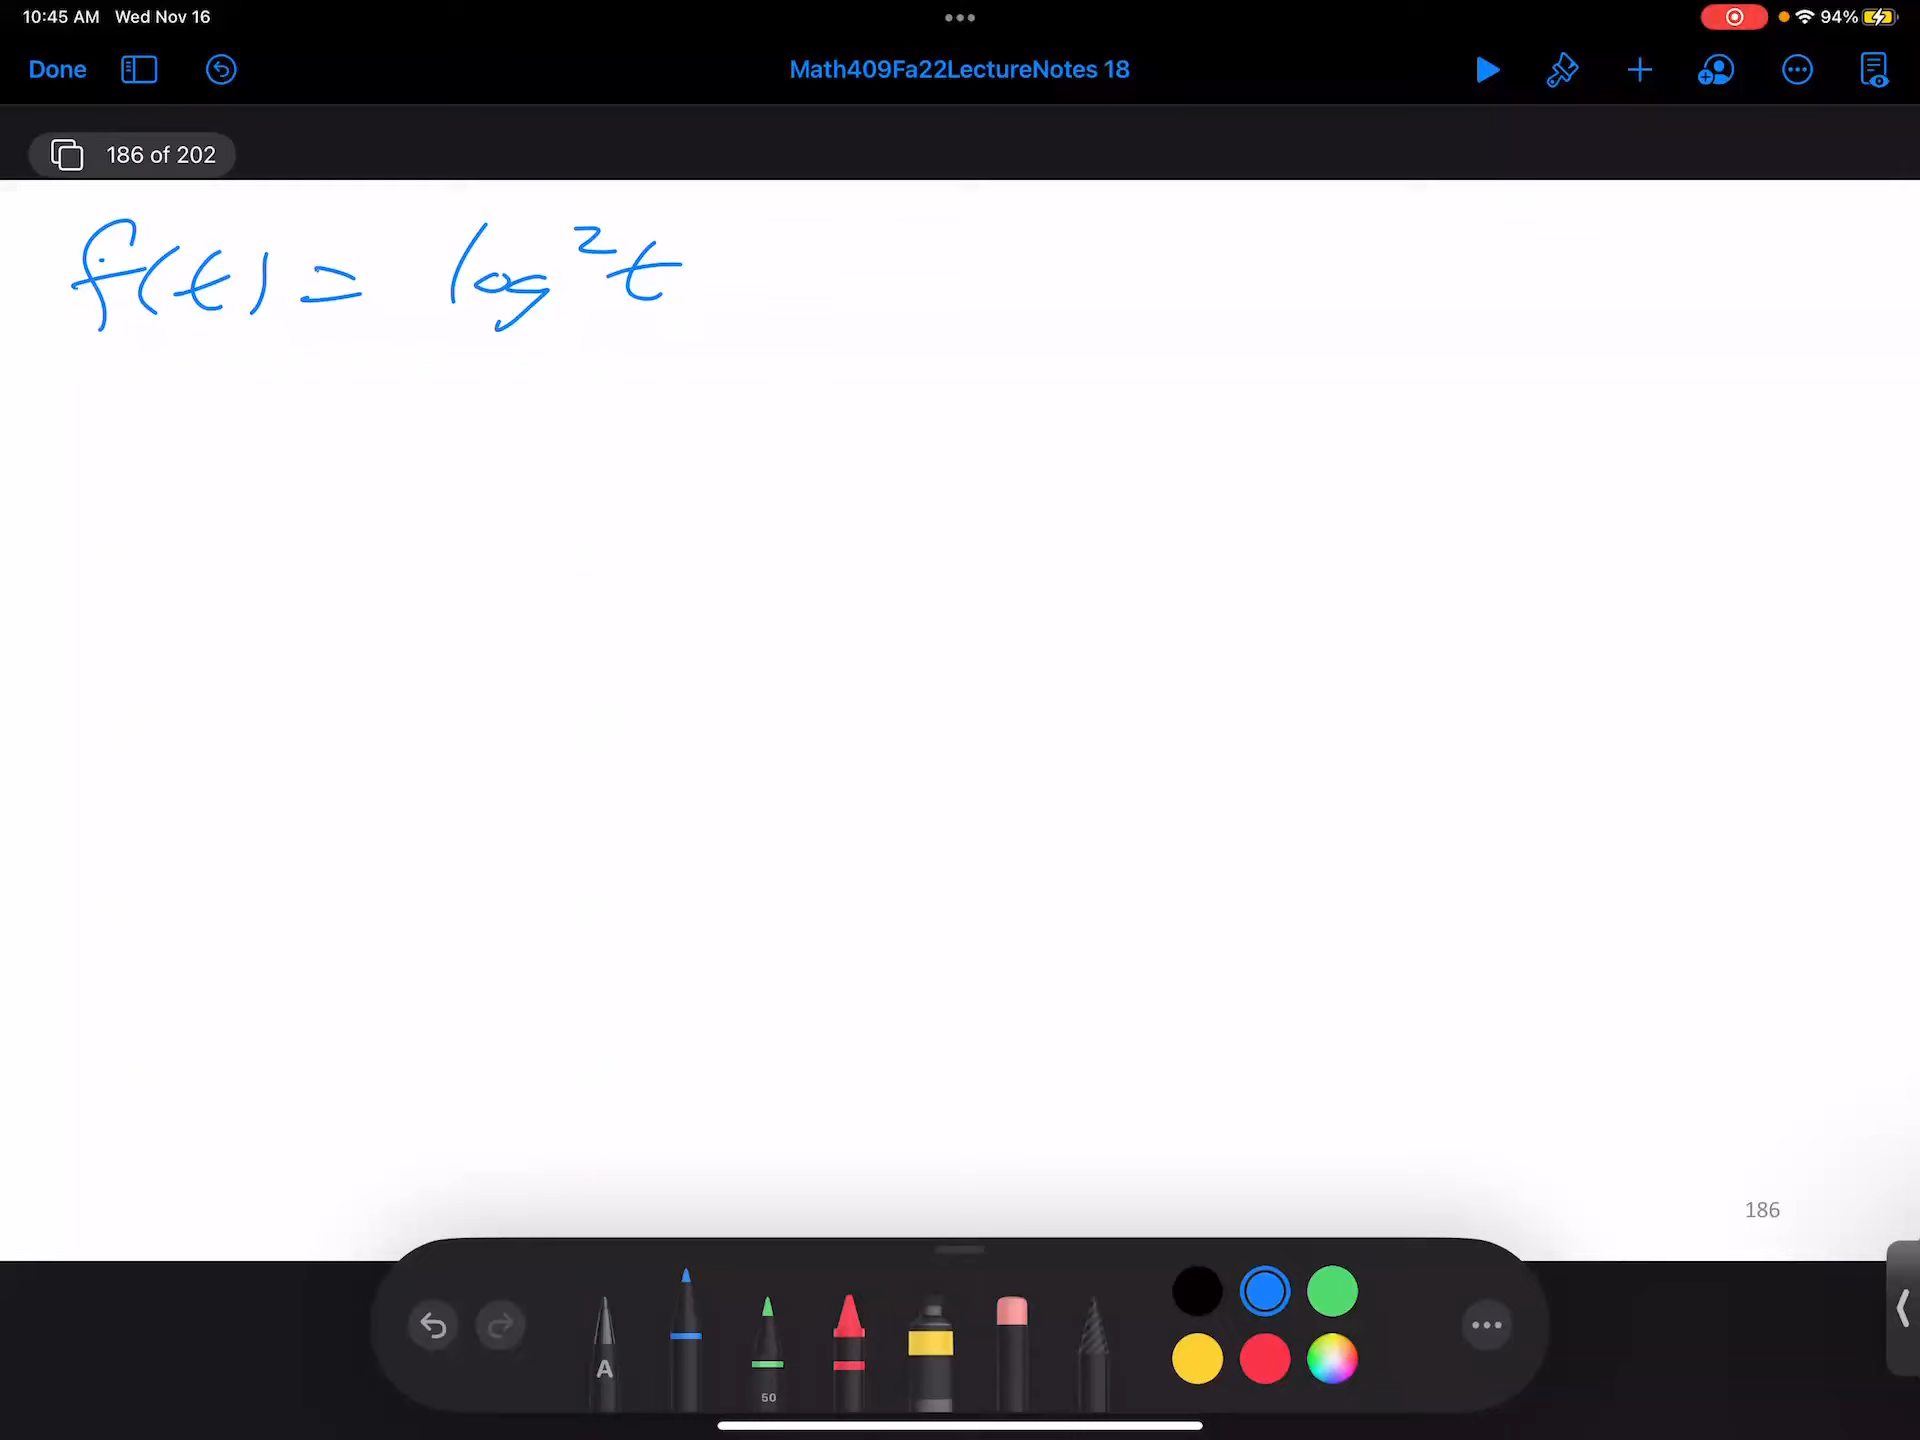 10:45 AM Wed Nov 16
94%
Done
Math409Fa22LectureNotes 18
186 of 202
f(t) = log²t
186
A
50